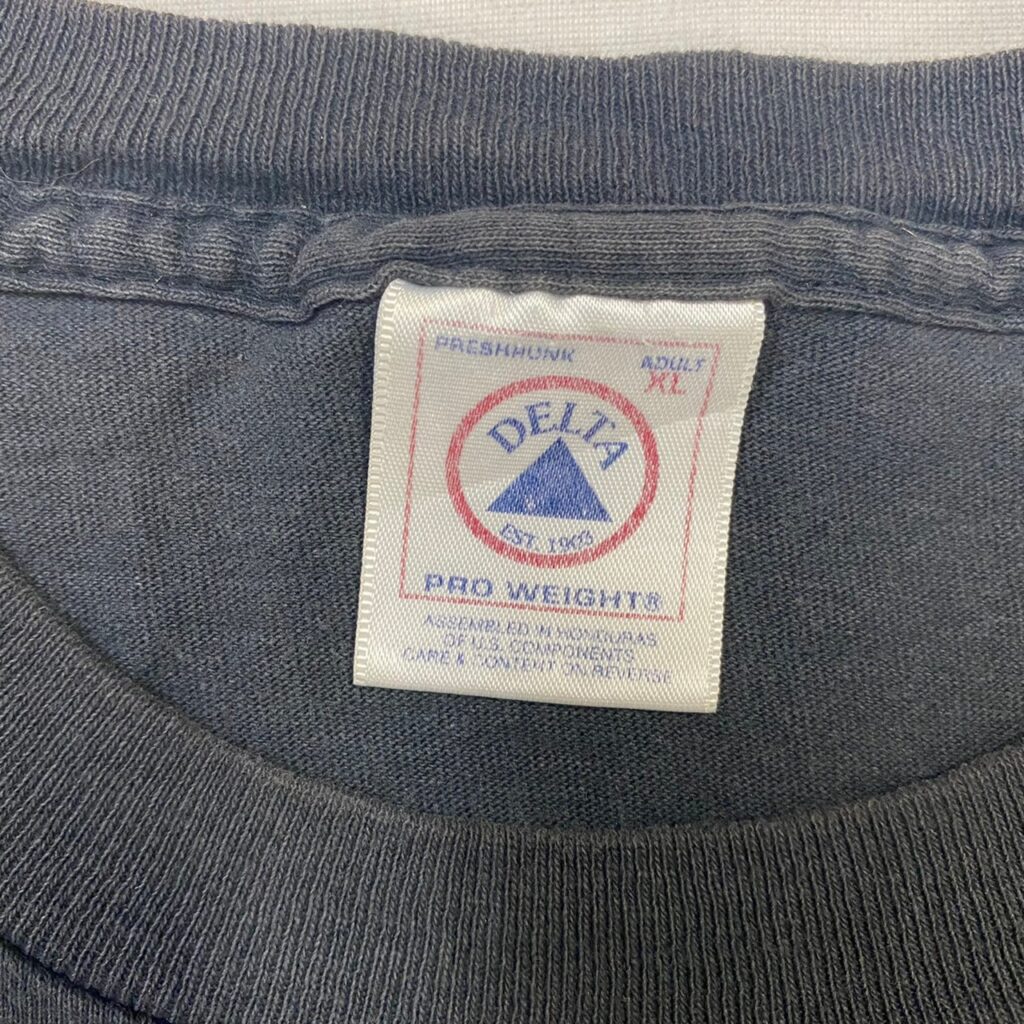 PRESHRUNK
ADULT
XL
DELTA
EST. 1903
PRO WEIGHT®
ASSEMBLED IN HONDURAS
OF U.S. COMPONENTS
CARE & CONTENT ON REVERSE